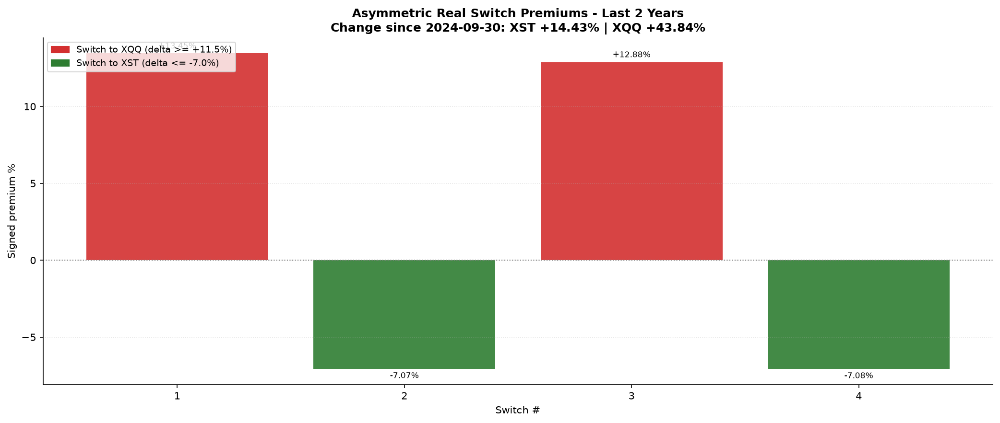 Asymmetric Real Switch Premiums - Last 2 Years
Change since 2024-09-30: XST +14.43% | XQQ +43.84%
+13.45%
Switch to XQQ (delta >= +11.5%)
Switch to XST (delta <= -7.0%)
+12.88%
10
5
0
−5
Signed premium %
-7.07%
-7.08%
1
2
3
4
Switch #